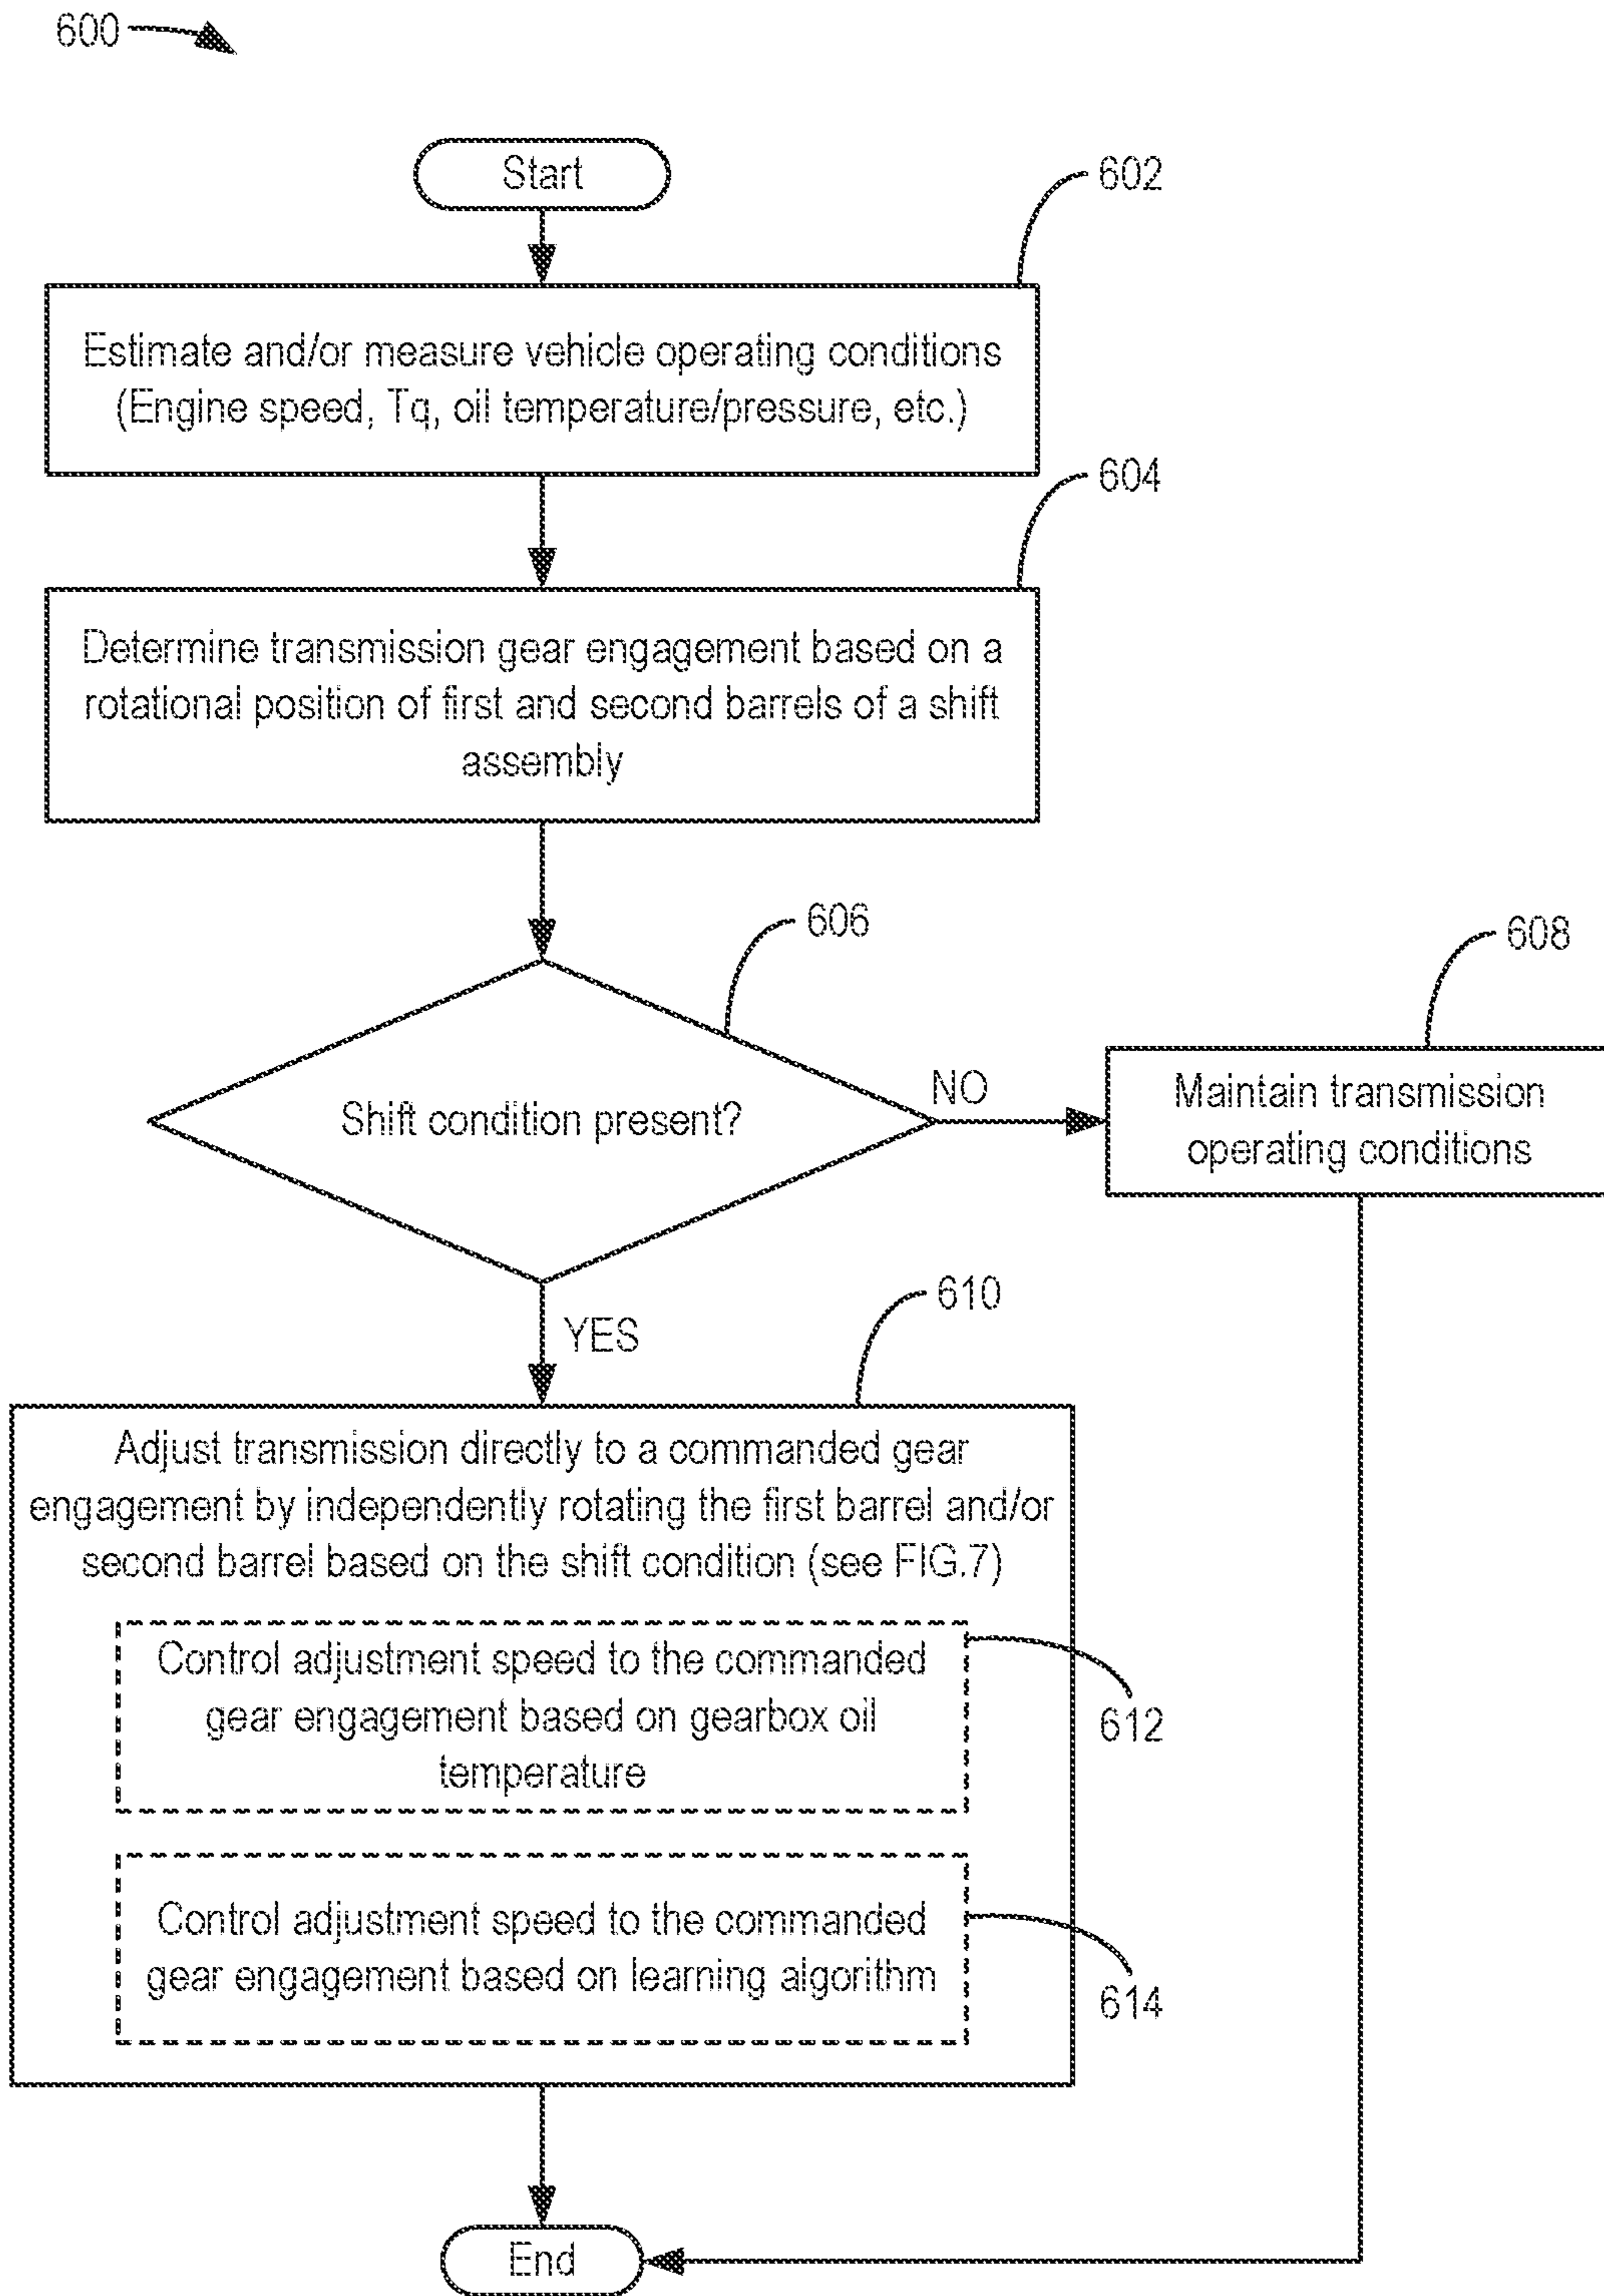 600
Start
602
Estimate and/or measure vehicle operating conditions
(Engine speed, Tq, oil temperature/pressure, etc.)
604
Determine transmission gear engagement based on a
rotational position of first and second barrels of a shift
assembly
606
608
Shift condition present?
NO
Maintain transmission
operating conditions
YES
610
Adjust transmission directly to a commanded gear
engagement by independently rotating the first barrel and/or
second barrel based on the shift condition (see FIG.7)
Control adjustment speed to the commanded
gear engagement based on gearbox oil
temperature
612
Control adjustment speed to the commanded
gear engagement based on learning algorithm
614
End